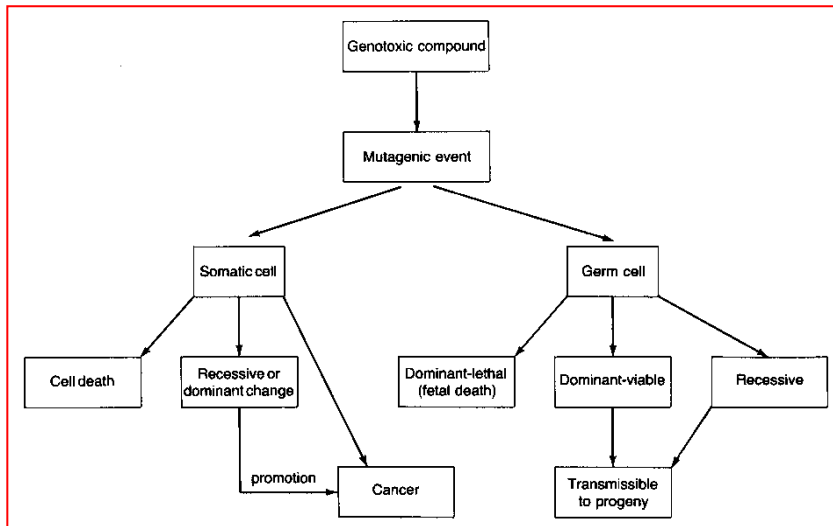 Genotoxic compound
Mutagenic event
Somatic cell
Germ cell
Cell death
Recessive or
dominant change
Dominant-lethal
(fetal death)
Dominant-viable
Recessive
promotion
Cancer
Transmissible
to progeny